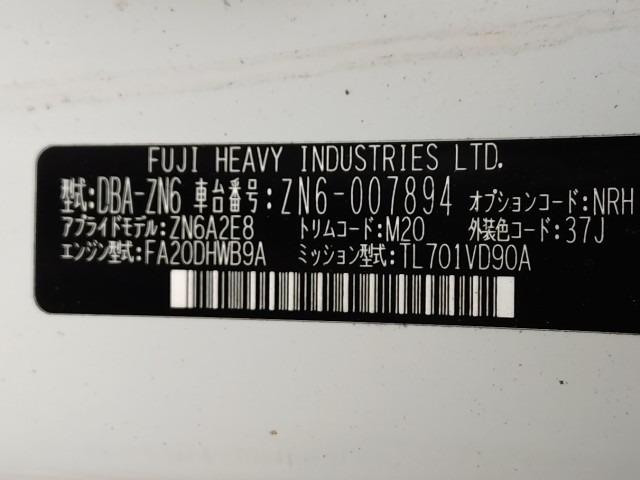 FUJI HEAVY INDUSTRIES LTD.
型式:DBA-ZN6 車台番号:ZN6-007894 オプションコード:NRH
アプライドモデル:ZN6A2E8 トリムコード:M20 外装色コード:37J
エンジン型式:FA20DHWB9A ミッション型式:TL701VD90A